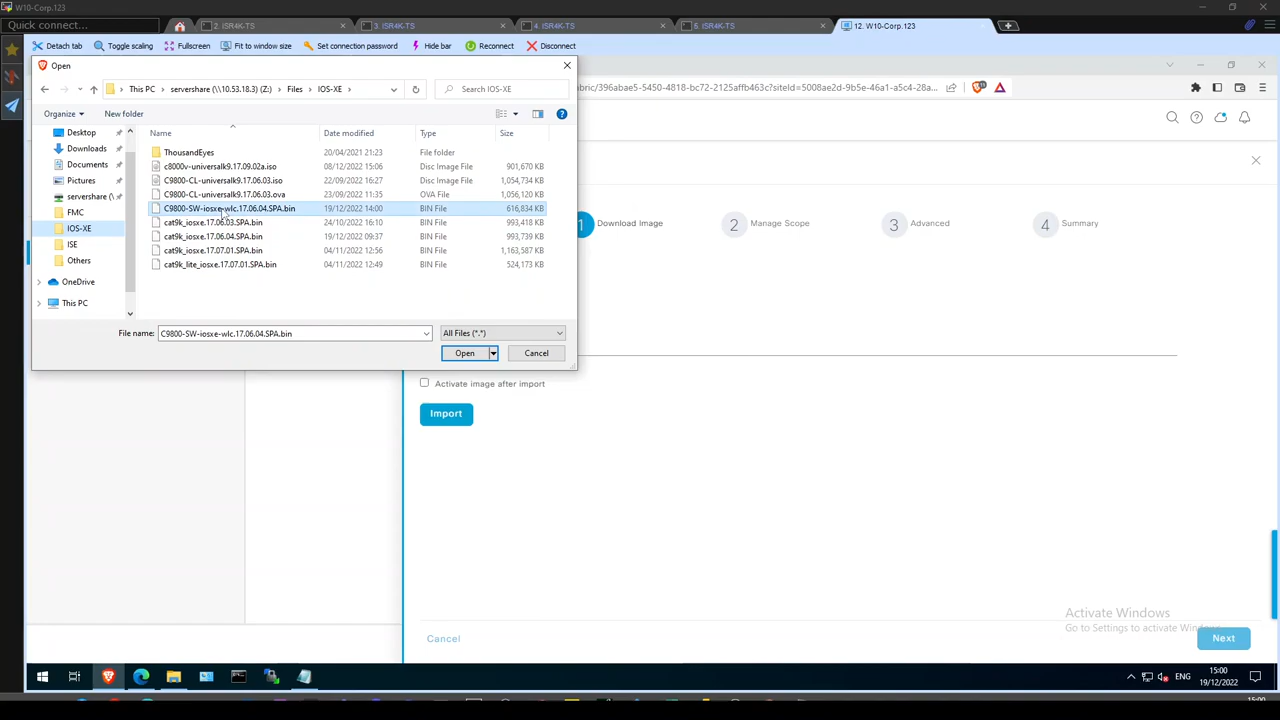 W10-Corp.123
Quick connect...
2. ISR4K-TS
3. ISR4K-TS
4. ISR4K-TS
12. W10-Corp.123
Detach tab
Toggle scaling
Fullscreen
Fit to window size
Set connection password
Hide bar
Reconnect
Disconnect
Open
This PC
servershare (\\10.53.18.3) (Z:)
Files
IOS-XE
Search IOS-XE
bric/396abae5-5450-4818-bc72-2125affb463c?siteId=5008ae2d-9b5e-46a1-a5c4-28a...
Organize
New folder
Name
Date modified
Type
Size
Desktop
Downloads
Documents
Pictures
servershare (\
FMC
IOS-XE
ISE
Others
OneDrive
This PC
ThousandEyes 20/04/2021 21:23 File folder
c8000v-universalk9.17.09.02a.iso 08/12/2022 15:06 Disc Image File 901,670 KB
C9800-CL-universalk9.17.06.03.iso 22/09/2022 16:27 Disc Image File 1,054,734 KB
C9800-CL-universalk9.17.06.03.ova 23/09/2022 11:35 OVA File 1,056,120 KB
C9800-SW-iosxe-wlc.17.06.04.SPA.bin 19/12/2022 14:00 BIN File 616,834 KB
cat9k_iosxe.17.06.03.SPA.bin 24/10/2022 16:10 BIN File 993,418 KB
cat9k_iosxe.17.06.04.SPA.bin 19/12/2022 09:37 BIN File 993,739 KB
cat9k_iosxe.17.07.01.SPA.bin 04/11/2022 12:56 BIN File 1,163,587 KB
cat9k_lite_iosxe.17.07.01.SPA.bin 04/11/2022 12:49 BIN File 524,173 KB
File name: C9800-SW-iosxe-wlc.17.06.04.SPA.bin
All Files (*.*)
Open
Cancel
1 Download Image
2 Manage Scope
3 Advanced
4 Summary
Activate image after import
Import
Activate Windows
Go to Settings to activate Windows.
Cancel
Next
ENG
15:00
19/12/2022